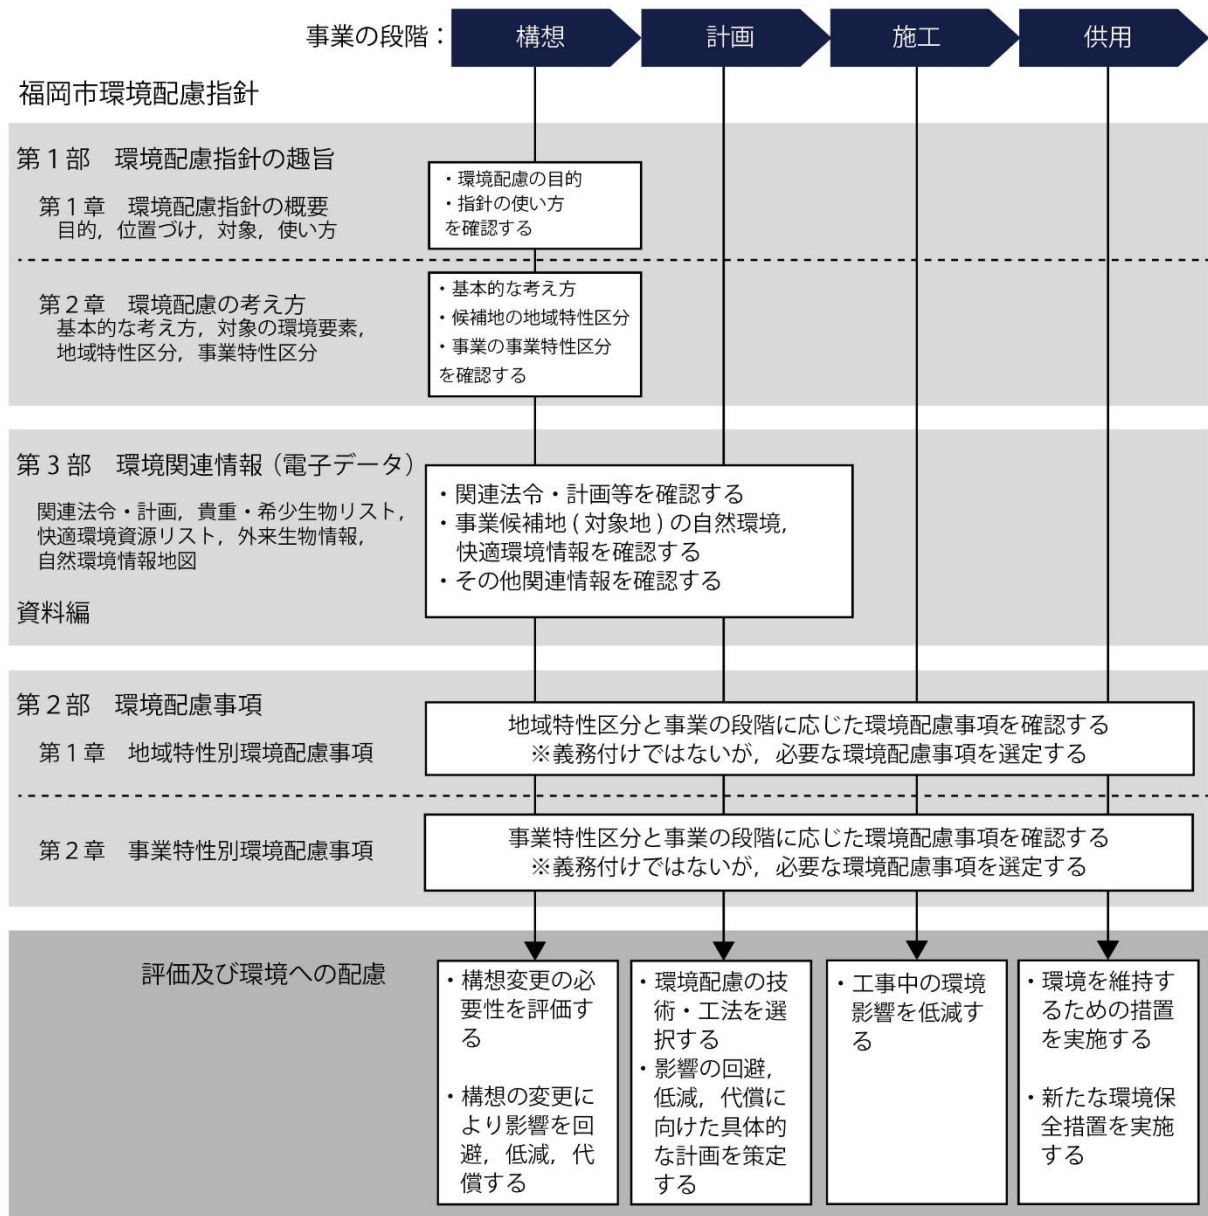 事業の段階： 構想 計画 施工 供用
福岡市環境配慮指針
第１部　環境配慮指針の趣旨
第１章　環境配慮指針の概要
目的，位置づけ，対象，使い方
・環境配慮の目的
・指針の使い方
を確認する
第２章　環境配慮の考え方
基本的な考え方，対象の環境要素，
地域特性区分，事業特性区分
・基本的な考え方
・候補地の地域特性区分
・事業の事業特性区分
を確認する
第３部　環境関連情報（電子データ）
関連法令・計画，貴重・希少生物リスト，
快適環境資源リスト，外来生物情報，
自然環境情報地図
資料編
・関連法令・計画等を確認する
・事業候補地(対象地)の自然環境，
快適環境情報を確認する
・その他関連情報を確認する
第２部　環境配慮事項
第１章　地域特性別環境配慮事項
地域特性区分と事業の段階に応じた環境配慮事項を確認する
※義務付けではないが，必要な環境配慮事項を選定する
第２章　事業特性別環境配慮事項
事業特性区分と事業の段階に応じた環境配慮事項を確認する
※義務付けではないが，必要な環境配慮事項を選定する
評価及び環境への配慮
・構想変更の必
要性を評価す
る
・構想の変更に
より影響を回
避，低減，代
償する
・環境配慮の技
術・工法を選
択する
・影響の回避，
低減，代償に
向けた具体的
な計画を策定
する
・工事中の環境
影響を低減す
る
・環境を維持す
るための措置
を実施する
・新たな環境保
全措置を実施
する